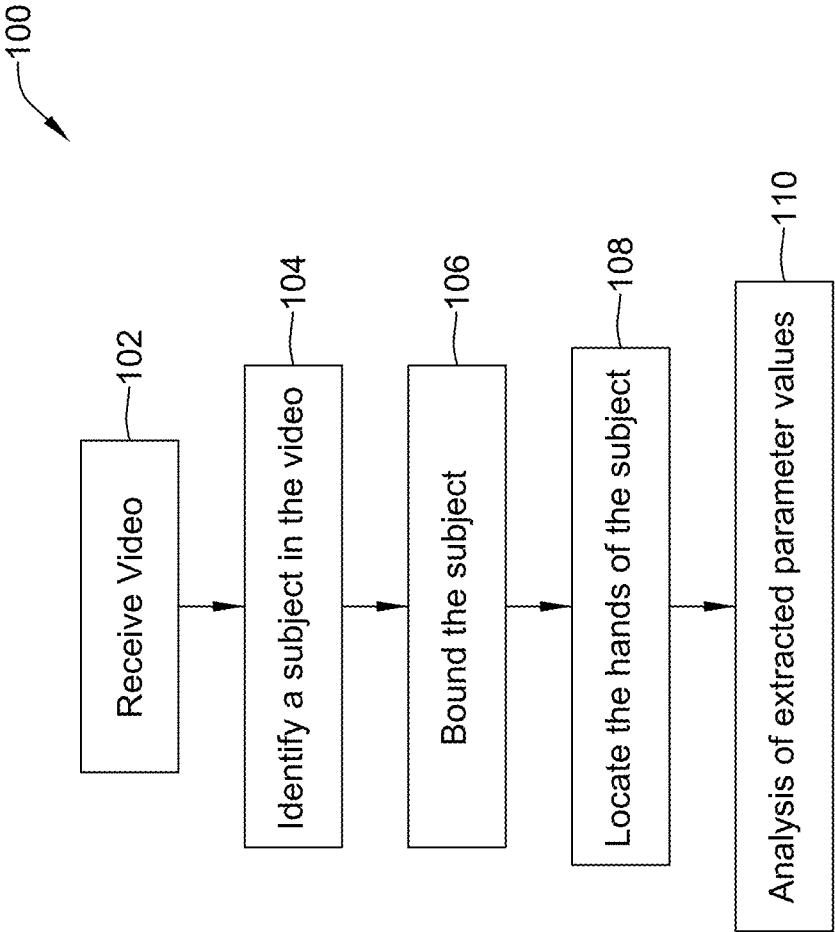 100
Receive Video
102
Identify a subject in the video
104
Bound the subject
106
Locate the hands of the subject
108
Analysis of extracted parameter values
110